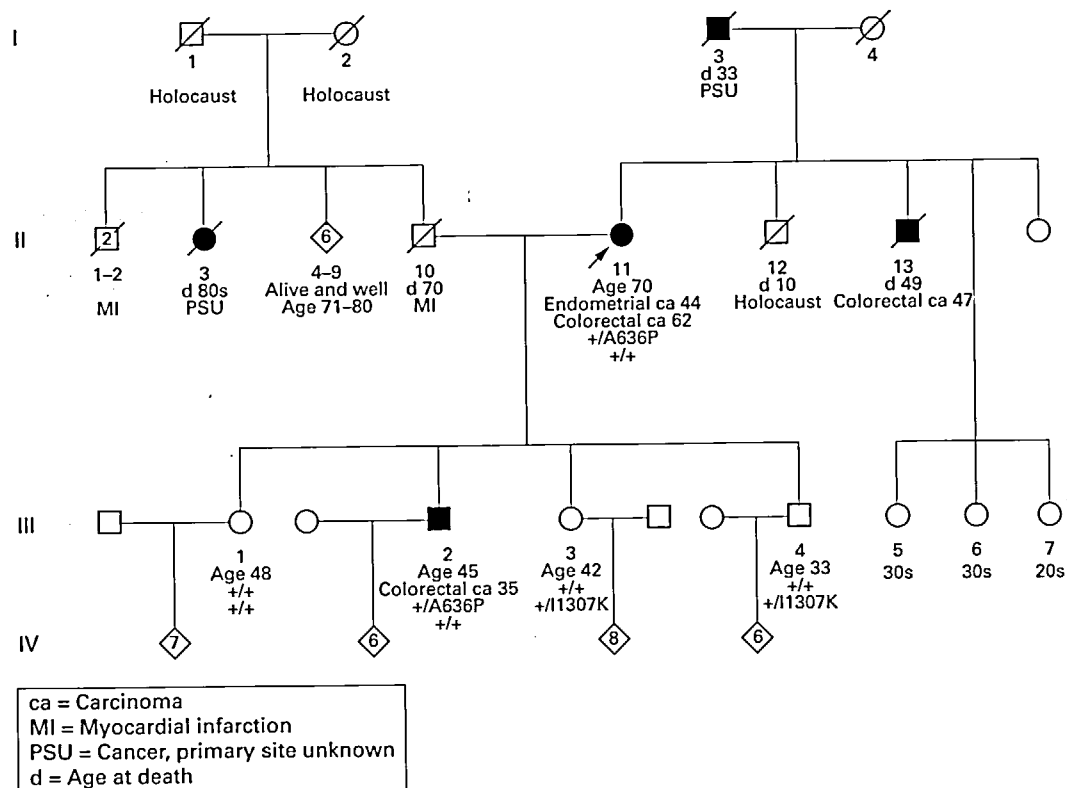 I
1
2
3
4
Holocaust
Holocaust
d 33
PSU
II
2
6
1–2
3
4–9
10
11
12
13
MI
d 80s
PSU
Alive and well
Age 71–80
d 70
MI
Age 70
Endometrial ca 44
Colorectal ca 62
+/A636P
+/+
d 10
Holocaust
d 49
Colorectal ca 47
III
1
Age 48
+/+
+/+
2
Age 45
Colorectal ca 35
+/A636P
+/+
3
Age 42
+/+
+/I1307K
4
Age 33
+/+
+/I1307K
5
30s
6
30s
7
20s
IV
7
6
8
6
ca = Carcinoma
MI = Myocardial infarction
PSU = Cancer, primary site unknown
d = Age at death